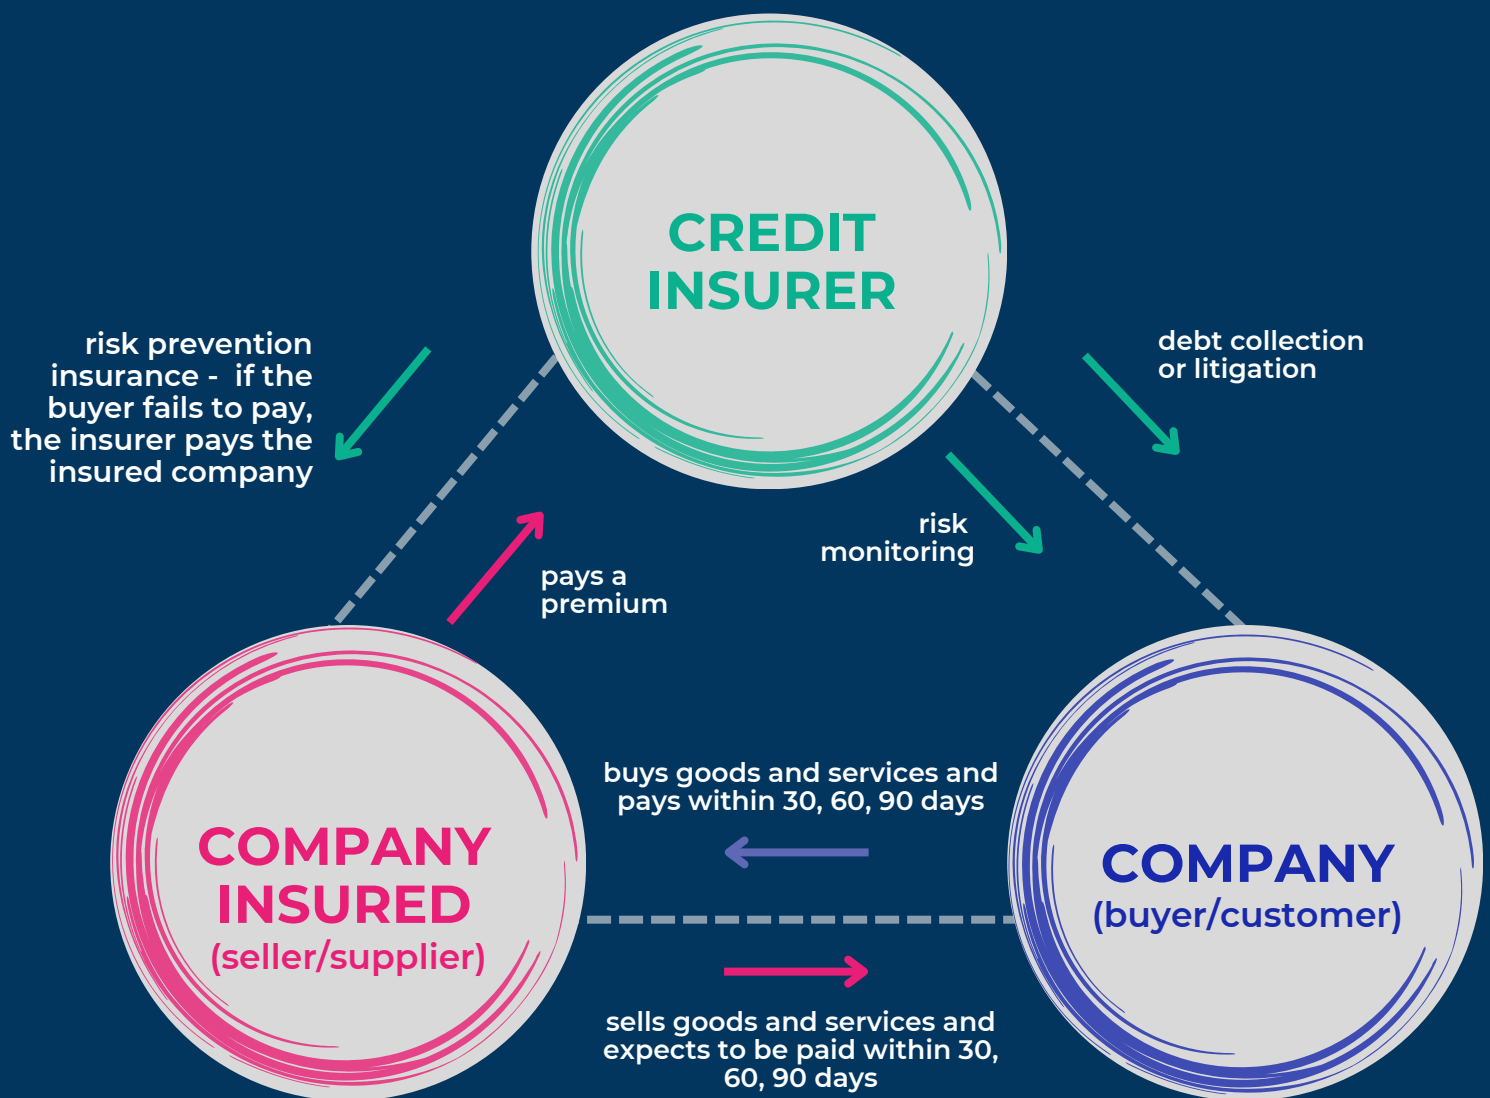 CREDIT
INSURER
risk prevention
insurance -  if the
buyer fails to pay,
the insurer pays the
insured company
debt collection
or litigation
risk
monitoring
pays a
premium
buys goods and services and
pays within 30, 60, 90 days
COMPANY
INSURED
(seller/supplier)
COMPANY
(buyer/customer)
sells goods and services and
expects to be paid within 30,
60, 90 days